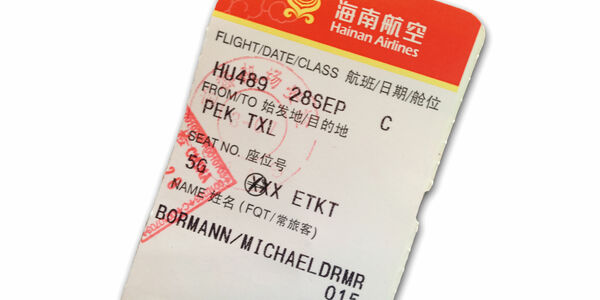 海南航空
Hainan Airlines
FLIGHT/DATE/CLASS 航班/日期/舱位
HU489 28SEP C
FROM/TO 始发地/目的地
PEK TXL
SEAT NO. 座位号
5G XXX ETKT
NAME 姓名 (FQT/常旅客)
BORMANN/MICHAELDRMR
015